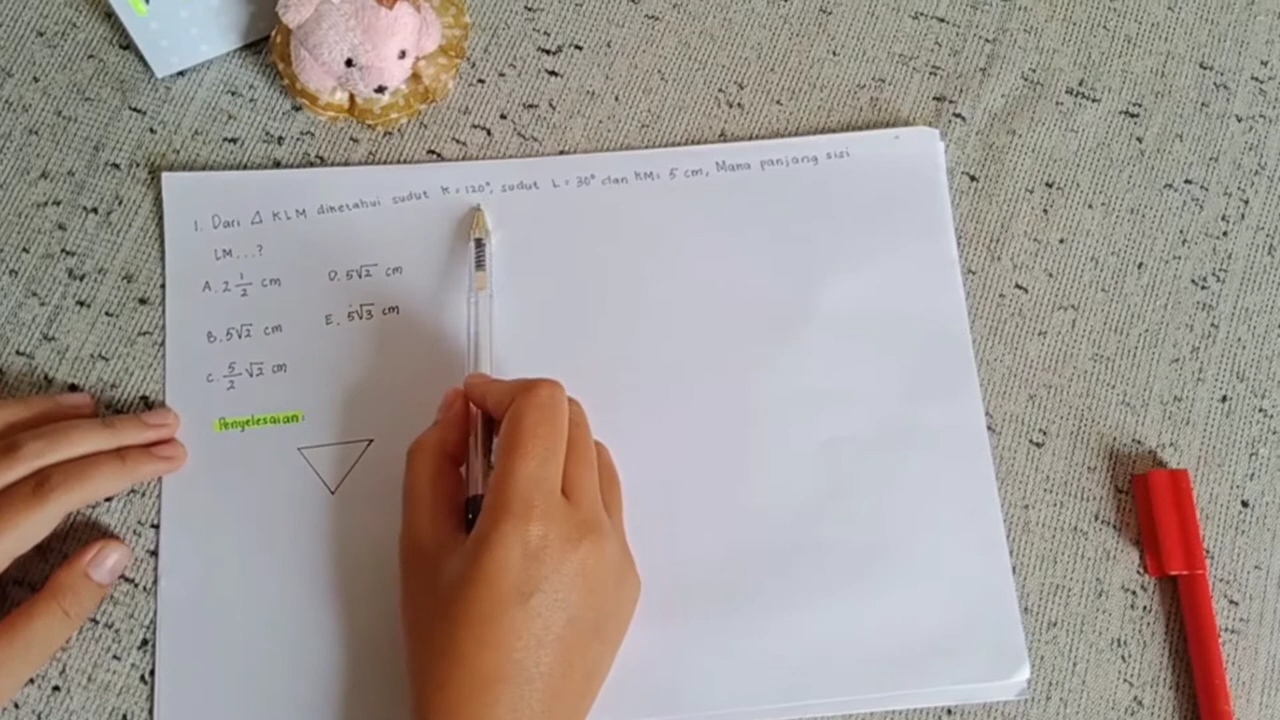 1. Dari △ KLM diketahui sudut K = 120°, sudut L = 30° dan KM = 5 cm, Mana panjang sisi
LM...?
A. 2 1/2 cm
D. 5√2 cm
B. 5√2 cm
E. 5√3 cm
C. 5/2 √2 cm
Penyelesaian: